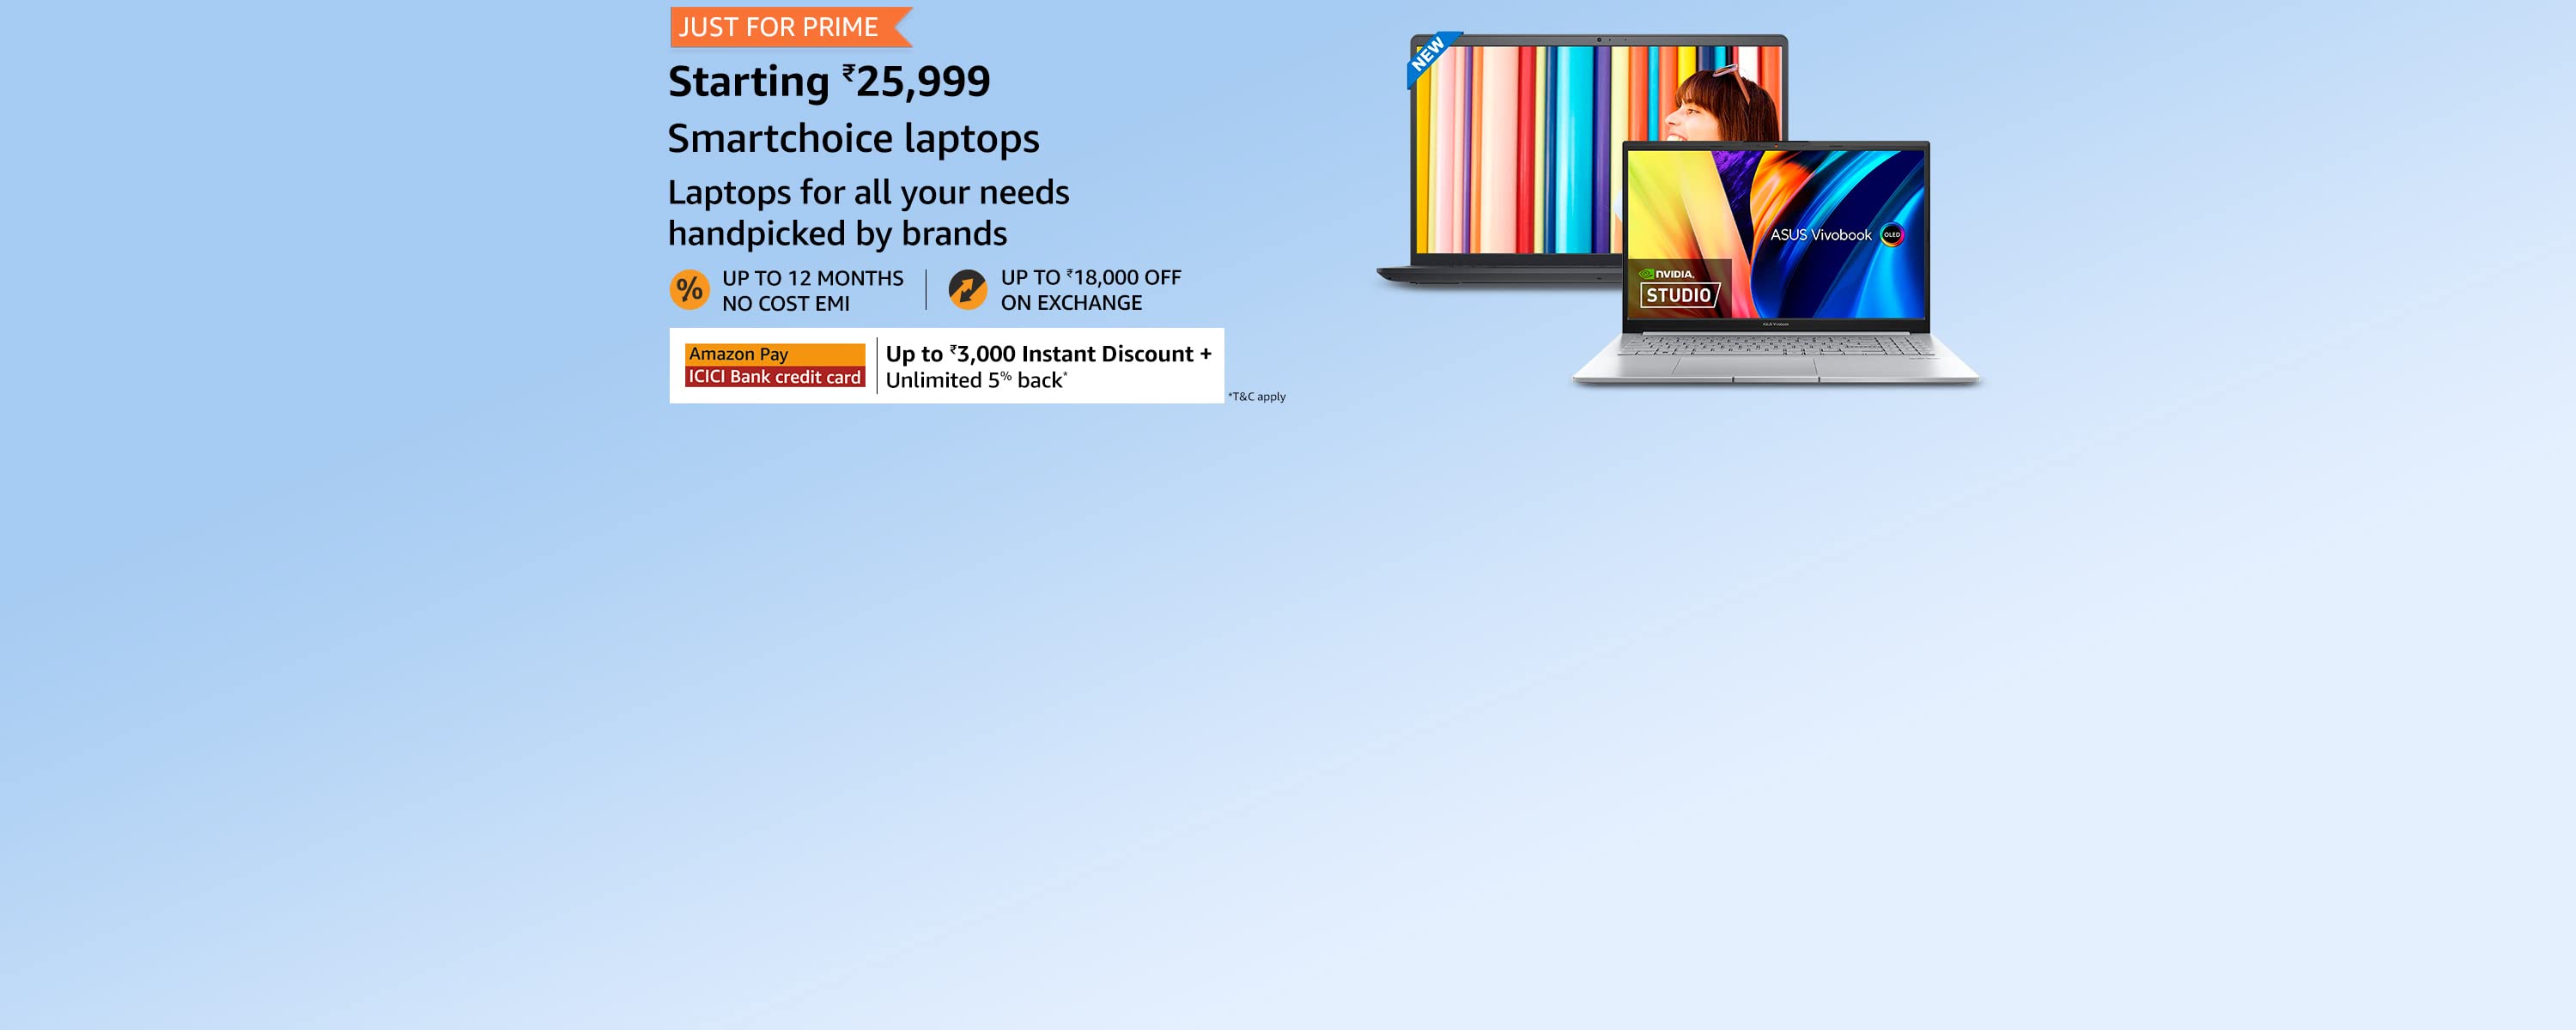 JUST FOR PRIME
Starting ₹25,999
Smartchoice laptops
Laptops for all your needs
handpicked by brands
% UP TO 12 MONTHS
NO COST EMI
UP TO ₹18,000 OFF
ON EXCHANGE
Amazon Pay
ICICI Bank credit card
Up to ₹3,000 Instant Discount +
Unlimited 5% back*
*T&C apply
NEW
ASUS Vivobook OLED
NVIDIA.
STUDIO
ASUS Vivobook